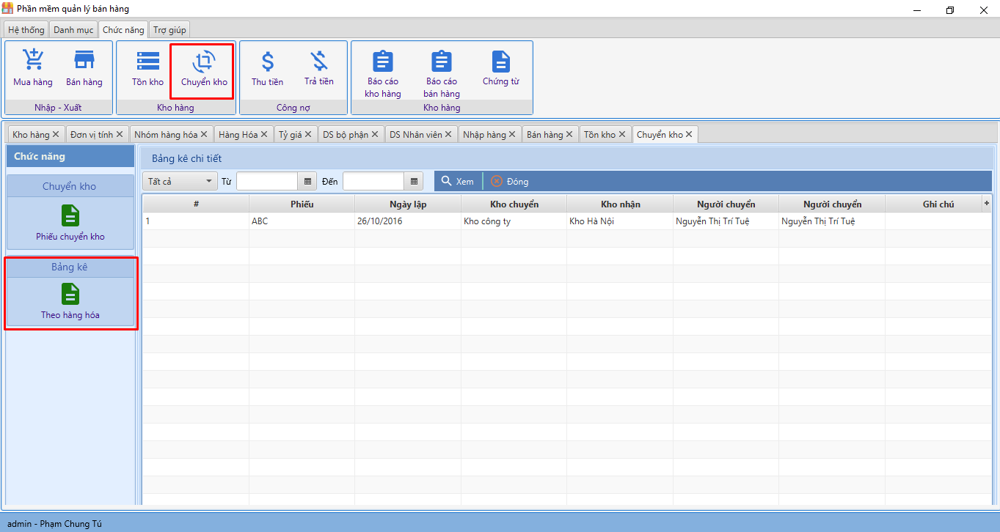 Phần mềm quản lý bán hàng
Hệ thống Danh mục Chức năng Trợ giúp
Mua hàng Bán hàng Tồn kho Chuyển kho Thu tiền Trả tiền Báo cáo kho hàng Báo cáo bán hàng Chứng từ
Nhập - Xuất Kho hàng Công nợ Kho hàng
Kho hàng Đơn vị tính Nhóm hàng hóa Hàng Hóa Tỷ giá DS bộ phận DS Nhân viên Nhập hàng Bán hàng Tồn kho Chuyển kho
Chức năng
Chuyển kho
Phiếu chuyển kho
Bảng kê
Theo hàng hóa
Bảng kê chi tiết
Tất cả Từ Đến Xem Đóng
# Phiếu Ngày lập Kho chuyển Kho nhận Người chuyển Người chuyển Ghi chú +
1 ABC 26/10/2016 Kho công ty Kho Hà Nội Nguyễn Thị Trí Tuệ Nguyễn Thị Trí Tuệ
admin - Phạm Chung Tú